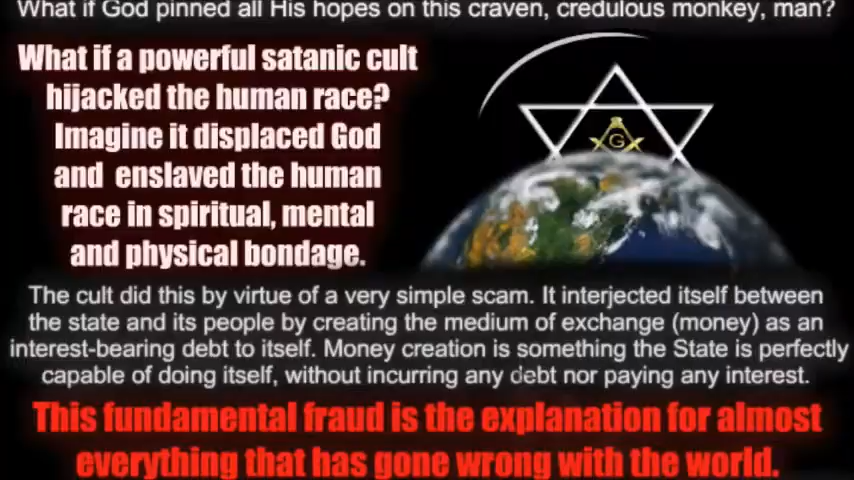 What if God pinned all His hopes on this craven, credulous monkey, man?
What if a powerful satanic cult
hijacked the human race?
Imagine it displaced God
and enslaved the human
race in spiritual, mental
and physical bondage.
G
The cult did this by virtue of a very simple scam. It interjected itself between
the state and its people by creating the medium of exchange (money) as an
interest-bearing debt to itself. Money creation is something the State is perfectly
capable of doing itself, without incurring any debt nor paying any interest.
This fundamental fraud is the explanation for almost
everything that has gone wrong with the world.